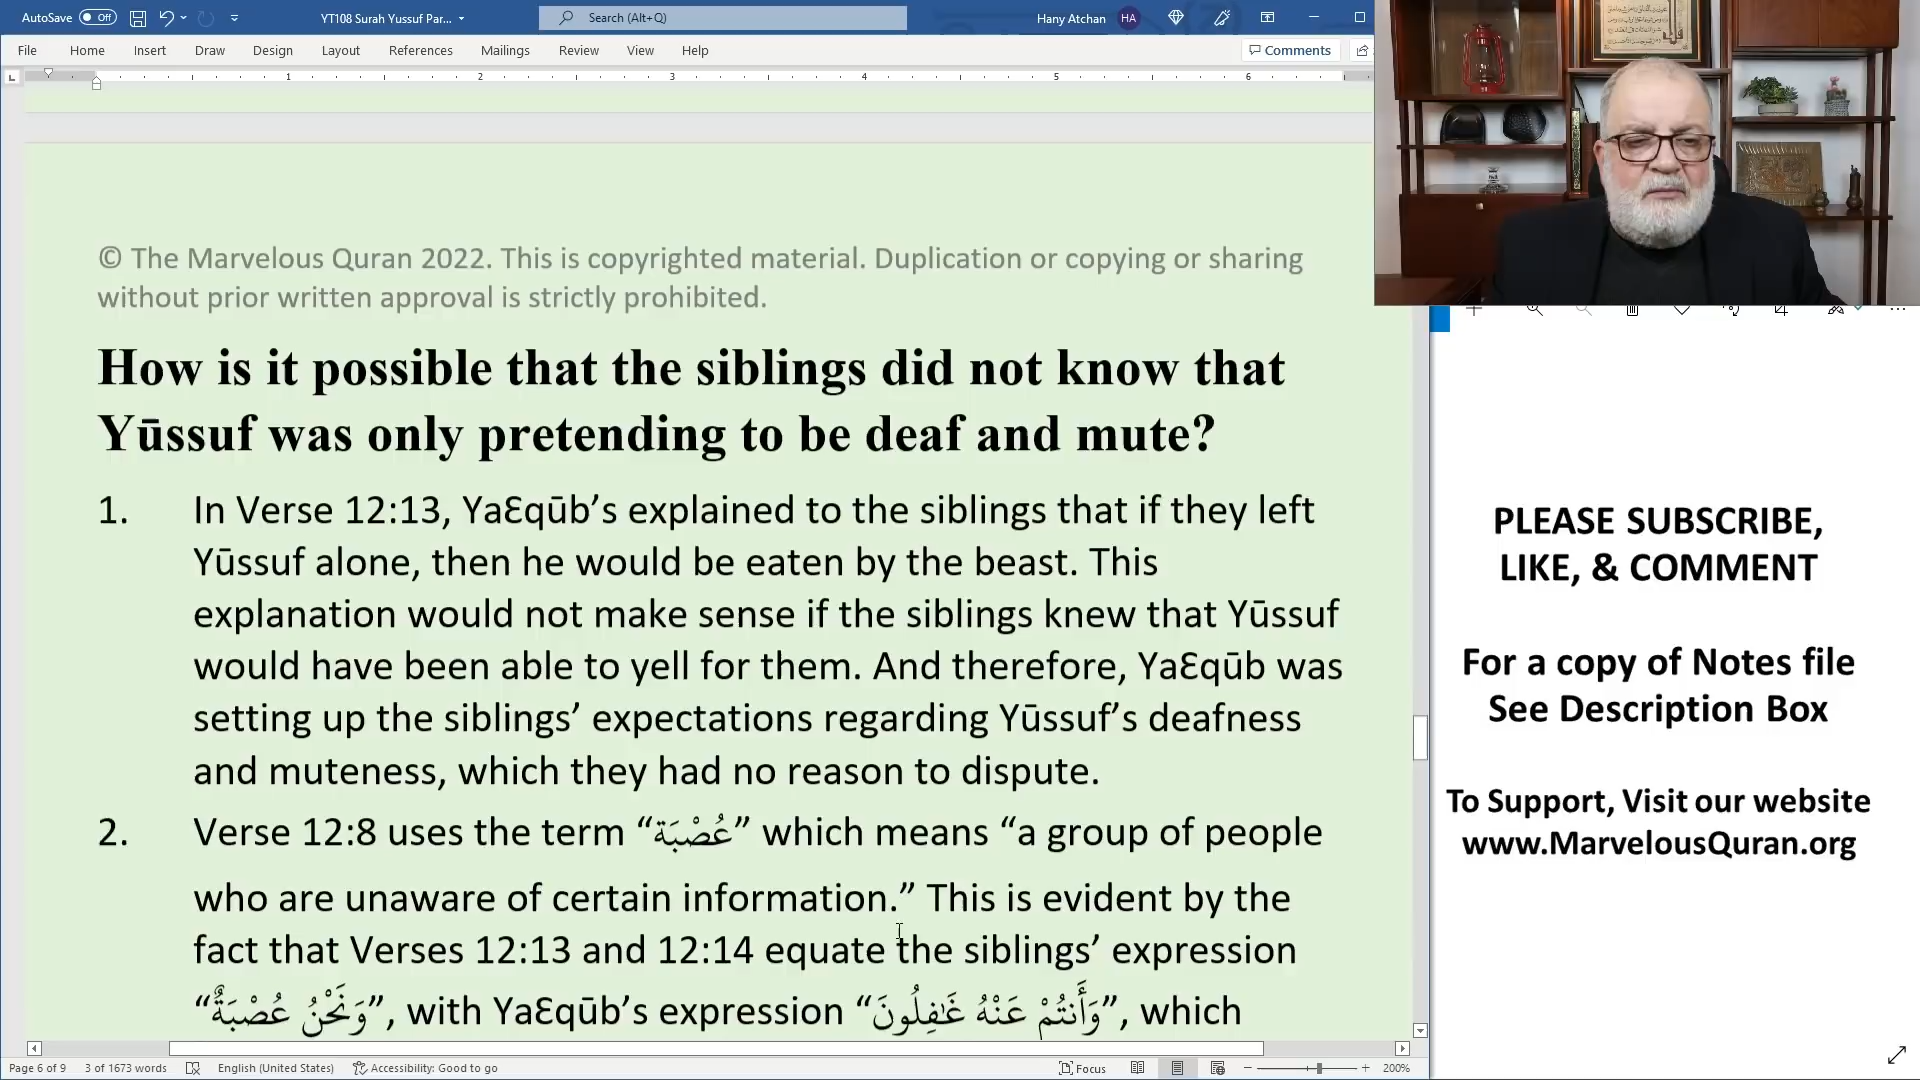 AutoSave Off YT108 Surah Yussuf Par... Search (Alt+Q) Hany Atchan HA
File Home Insert Draw Design Layout References Mailings Review View Help Comments
1 2 3 4 5 6
© The Marvelous Quran 2022. This is copyrighted material. Duplication or copying or sharing
without prior written approval is strictly prohibited.
How is it possible that the siblings did not know that
Yūssuf was only pretending to be deaf and mute?
1. In Verse 12:13, YaƐqūb’s explained to the siblings that if they left
Yūssuf alone, then he would be eaten by the beast. This
explanation would not make sense if the siblings knew that Yūssuf
would have been able to yell for them. And therefore, YaƐqūb was
setting up the siblings’ expectations regarding Yūssuf’s deafness
and muteness, which they had no reason to dispute.
2. Verse 12:8 uses the term “عُصْبَة” which means “a group of people
who are unaware of certain information.” This is evident by the
fact that Verses 12:13 and 12:14 equate the siblings’ expression
“وَنَحْنُ عُصْبَةٌ”, with YaƐqūb’s expression “وَأَنتُمْ عَنْهُ غَٰفِلُونَ”, which
PLEASE SUBSCRIBE,
LIKE, & COMMENT
For a copy of Notes file
See Description Box
To Support, Visit our website
www.MarvelousQuran.org
Page 6 of 9 3 of 1673 words English (United States) Accessibility: Good to go Focus 200%